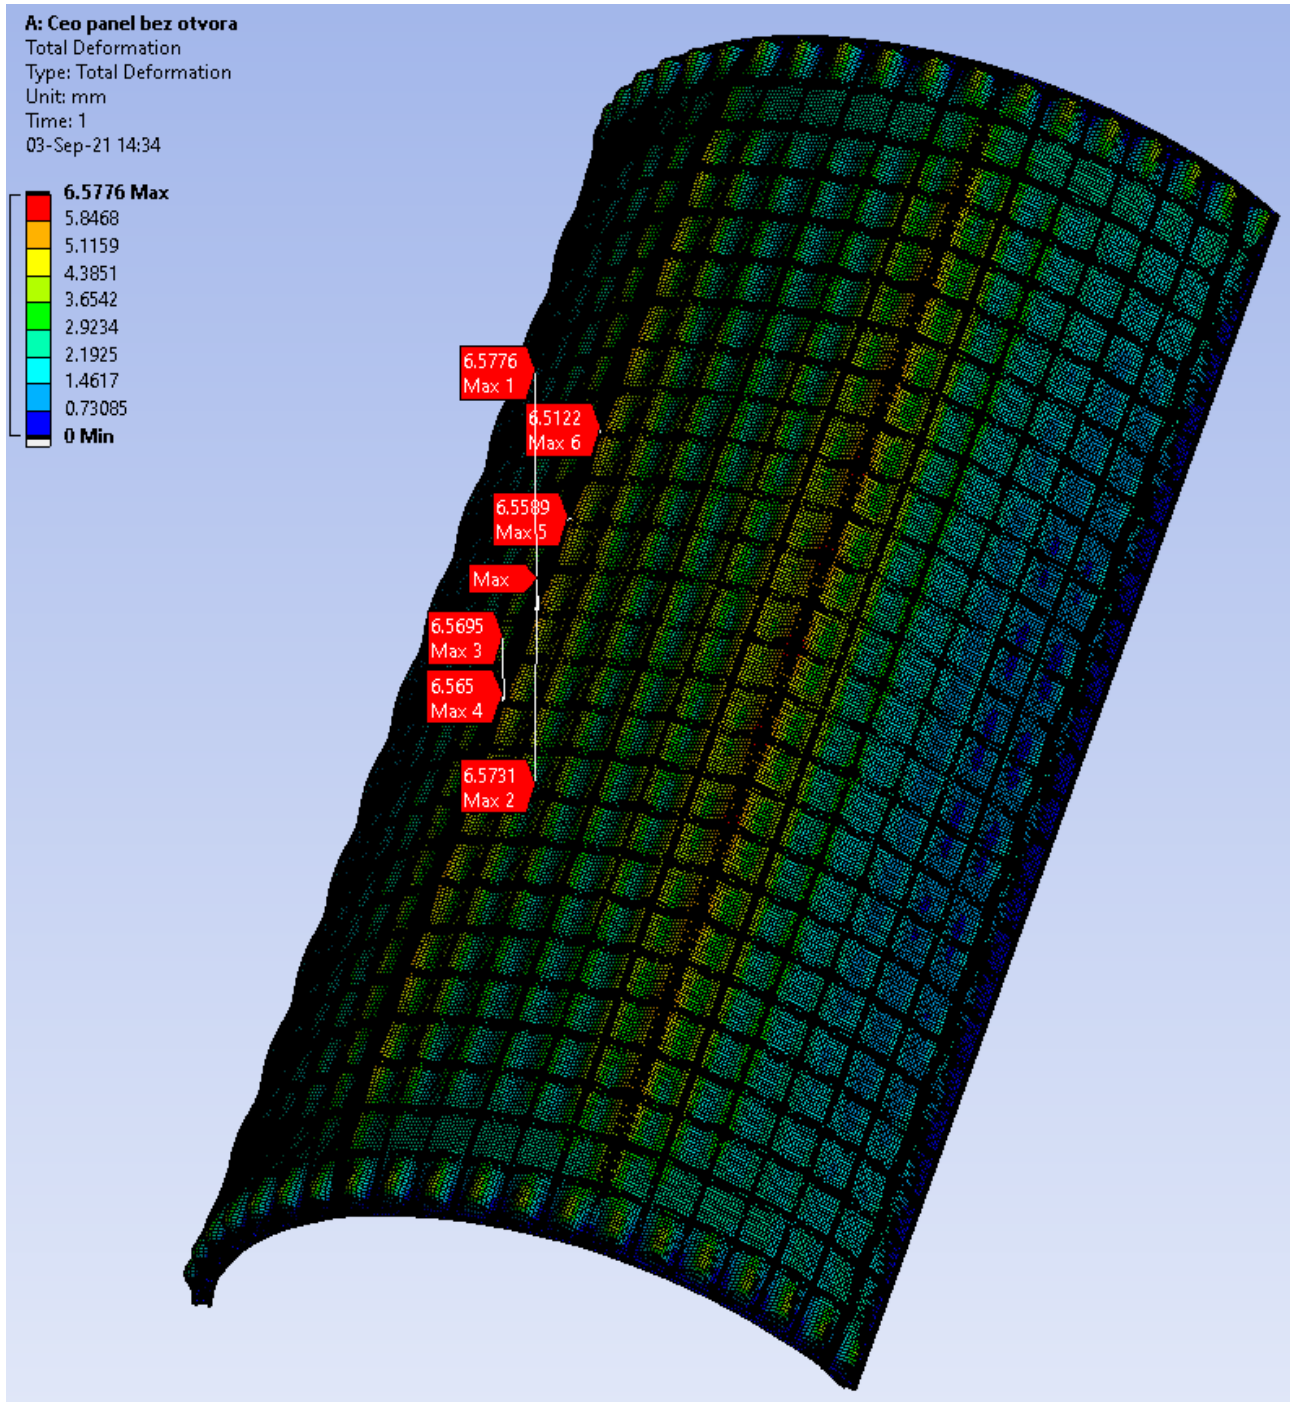 A: Ceo panel bez otvora
Total Deformation
Type: Total Deformation
Unit: mm
Time: 1
03-Sep-21 14:34
6.5776 Max
5.8468
5.1159
4.3851
3.6542
2.9234
2.1925
1.4617
0.73085
0 Min
6.5776
Max 1
6.5122
Max 6
6.5589
Max 5
Max
6.5695
Max 3
6.565
Max 4
6.5731
Max 2